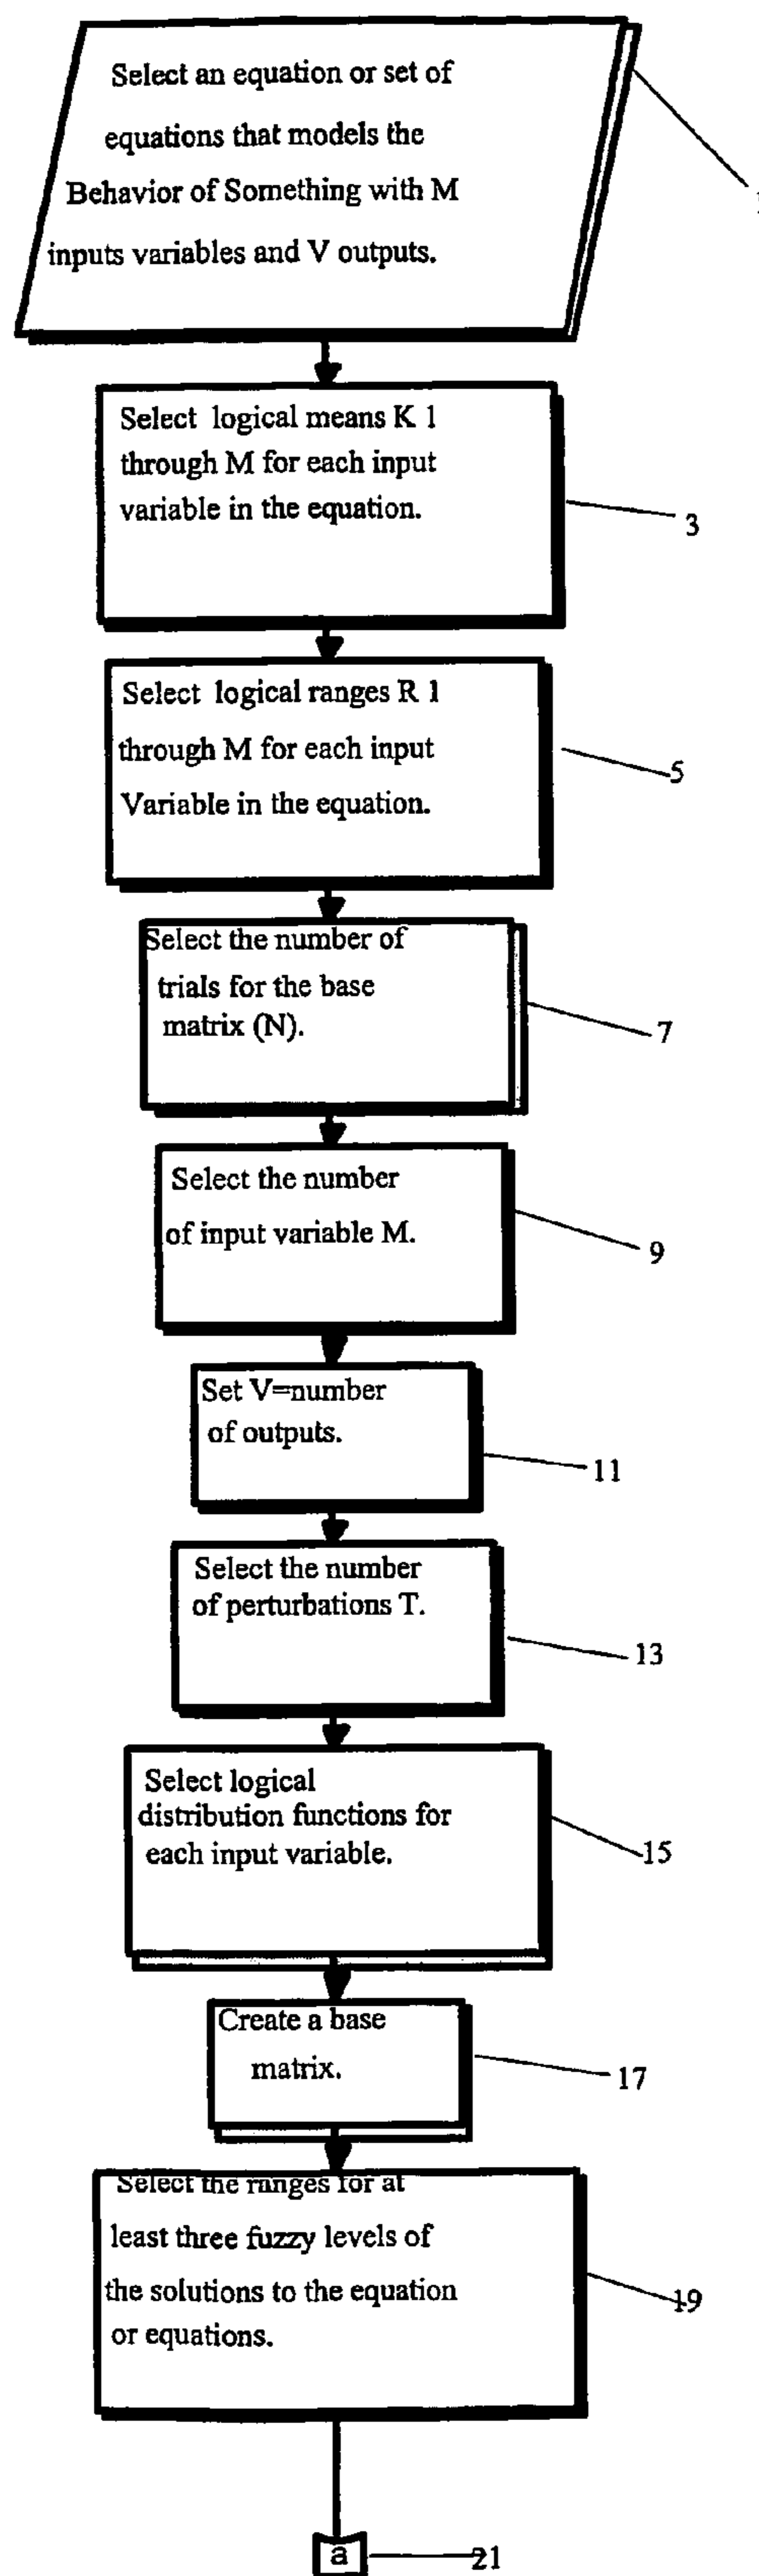 Select an equation or set of
equations that models the
Behavior of Something with M
inputs variables and V outputs.
Select logical means K 1
through M for each input
variable in the equation.
3
Select logical ranges R 1
through M for each input
Variable in the equation.
5
Select the number of
trials for the base
matrix (N).
7
Select the number
of input variable M.
9
Set V=number
of outputs.
11
Select the number
of perturbations T.
13
Select logical
distribution functions for
each input variable.
15
Create a base
matrix.
17
Select the ranges for at
least three fuzzy levels of
the solutions to the equation
or equations.
19
a
21